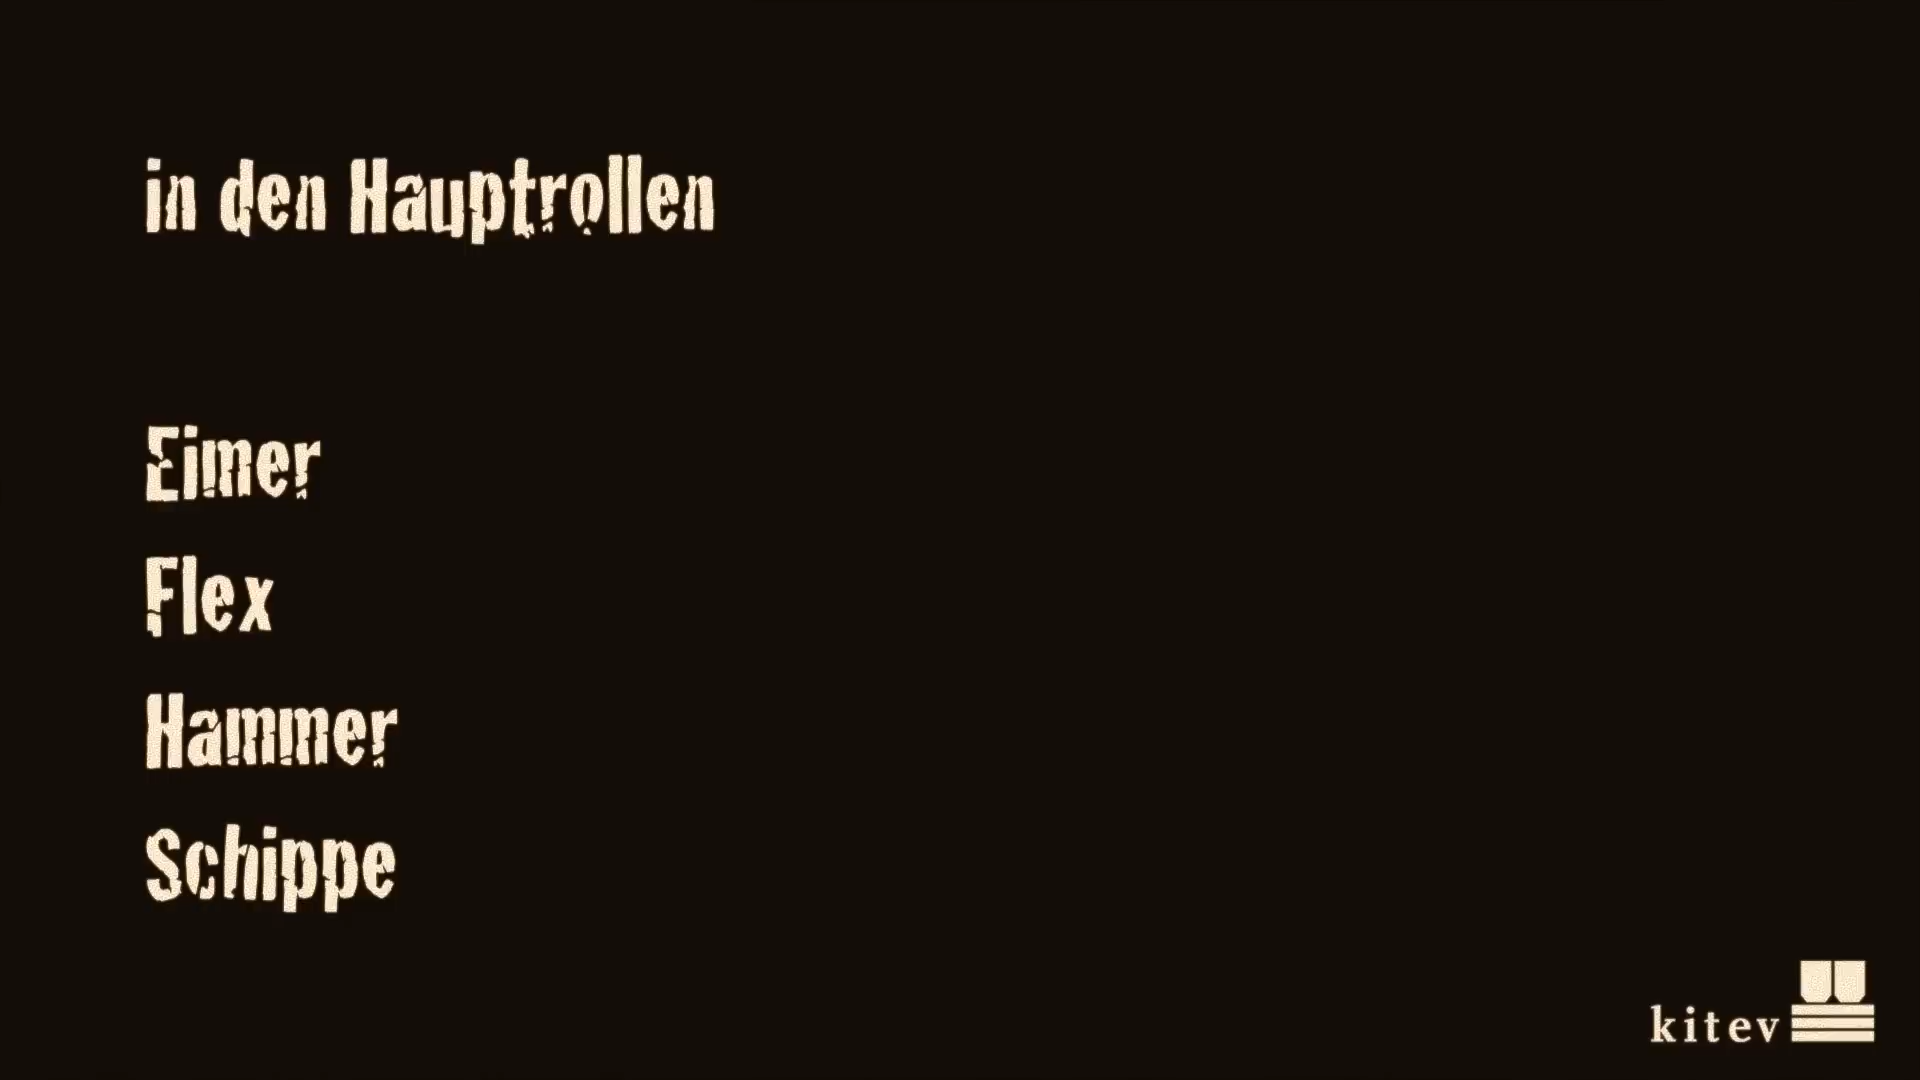 in den Hauptrollen
Eimer
Flex
Hammer
Schippe
kitev